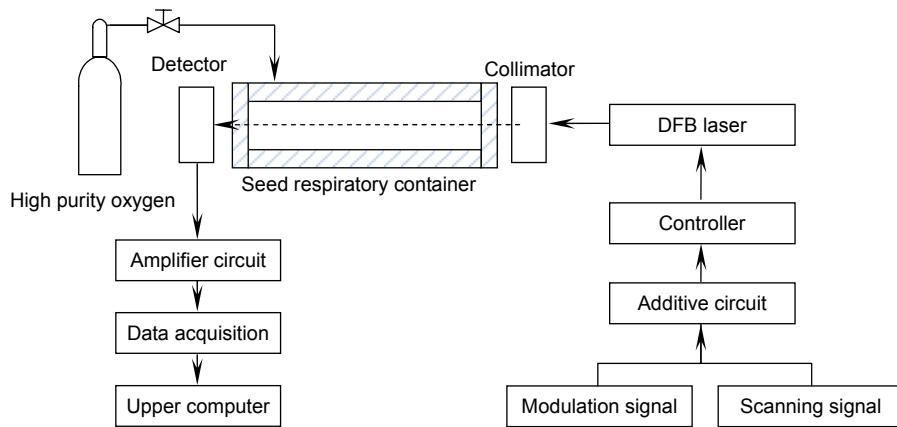 Detector
Collimator
DFB laser
Seed respiratory container
High purity oxygen
Controller
Amplifier circuit
Additive circuit
Data acquisition
Upper computer
Modulation signal
Scanning signal